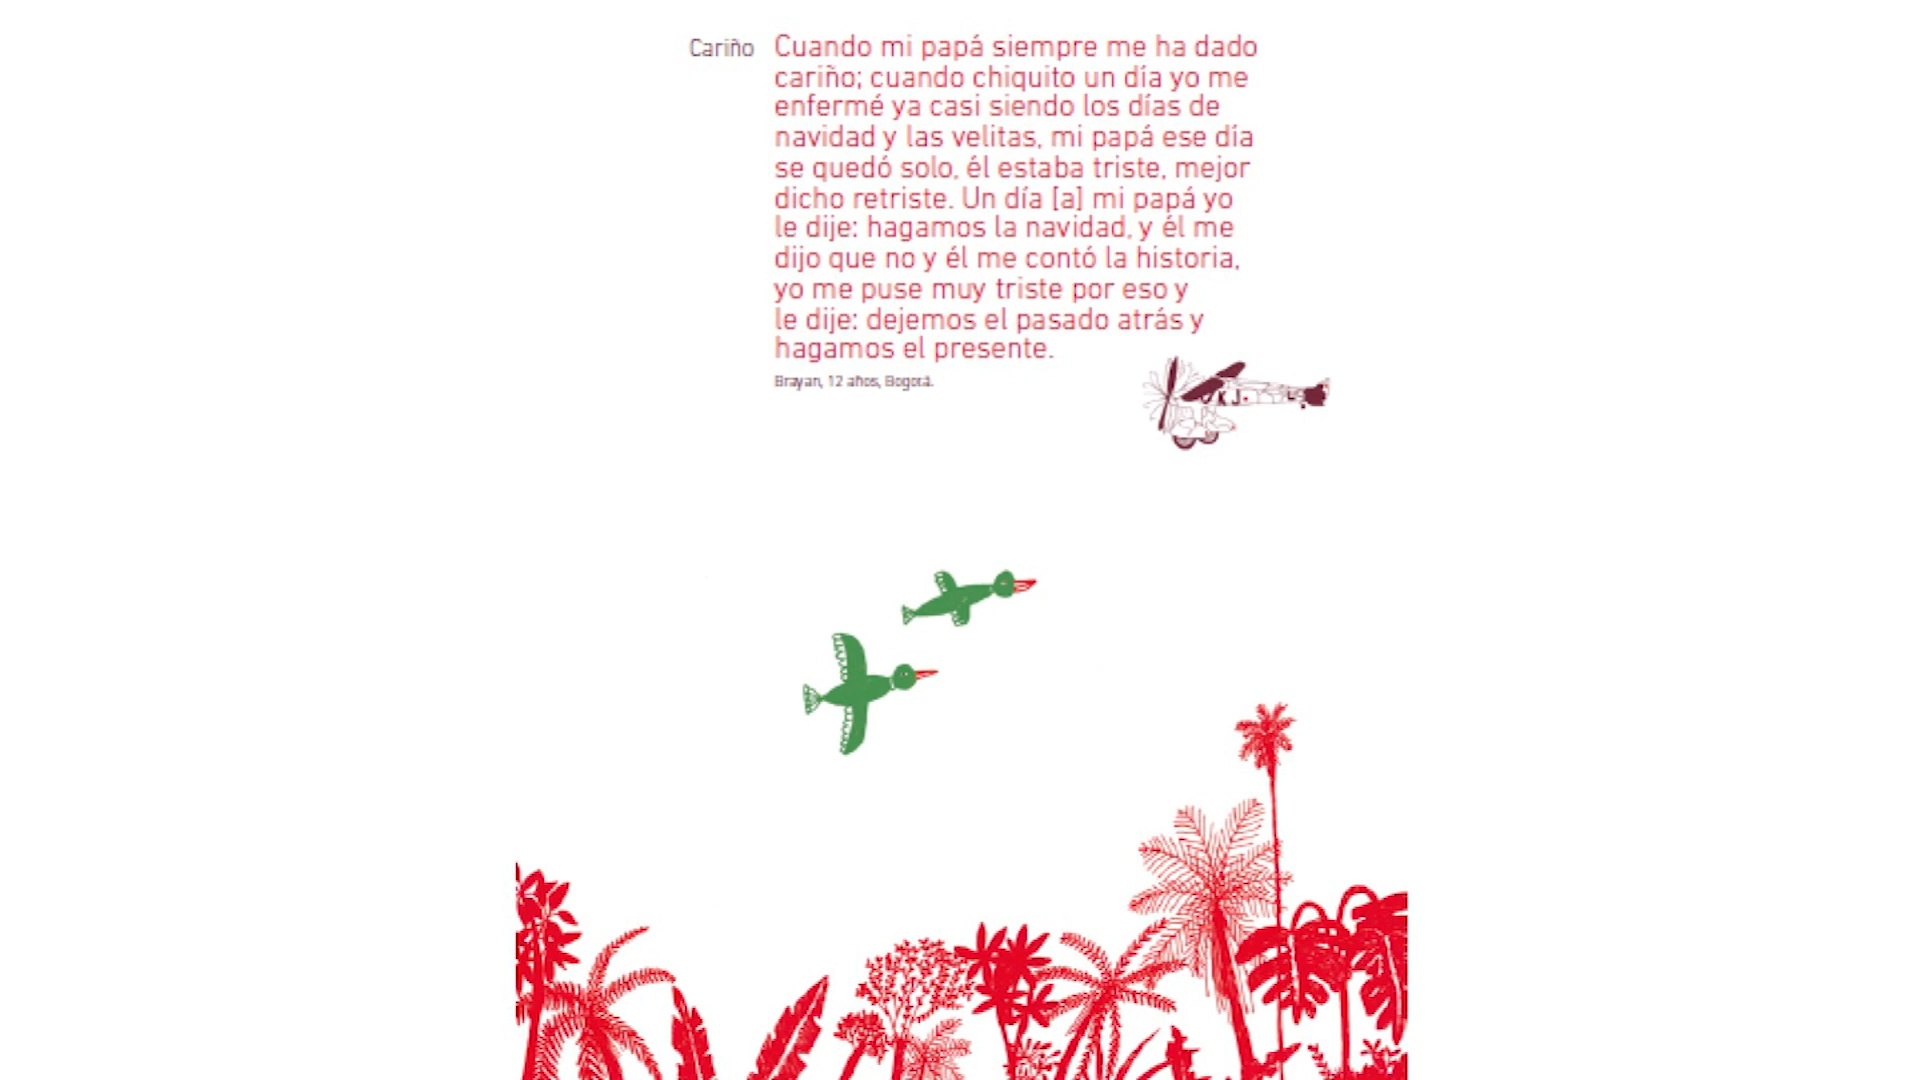 Cariño
Cuando mi papá siempre me ha dado
cariño; cuando chiquito un día yo me
enfermé ya casi siendo los días de
navidad y las velitas, mi papá ese día
se quedó solo, él estaba triste, mejor
dicho retriste. Un día [a] mi papá yo
le dije: hagamos la navidad, y él me
dijo que no y él me contó la historia,
yo me puse muy triste por eso y
le dije: dejemos el pasado atrás y
hagamos el presente.
Brayan, 12 años, Bogotá.
KJ